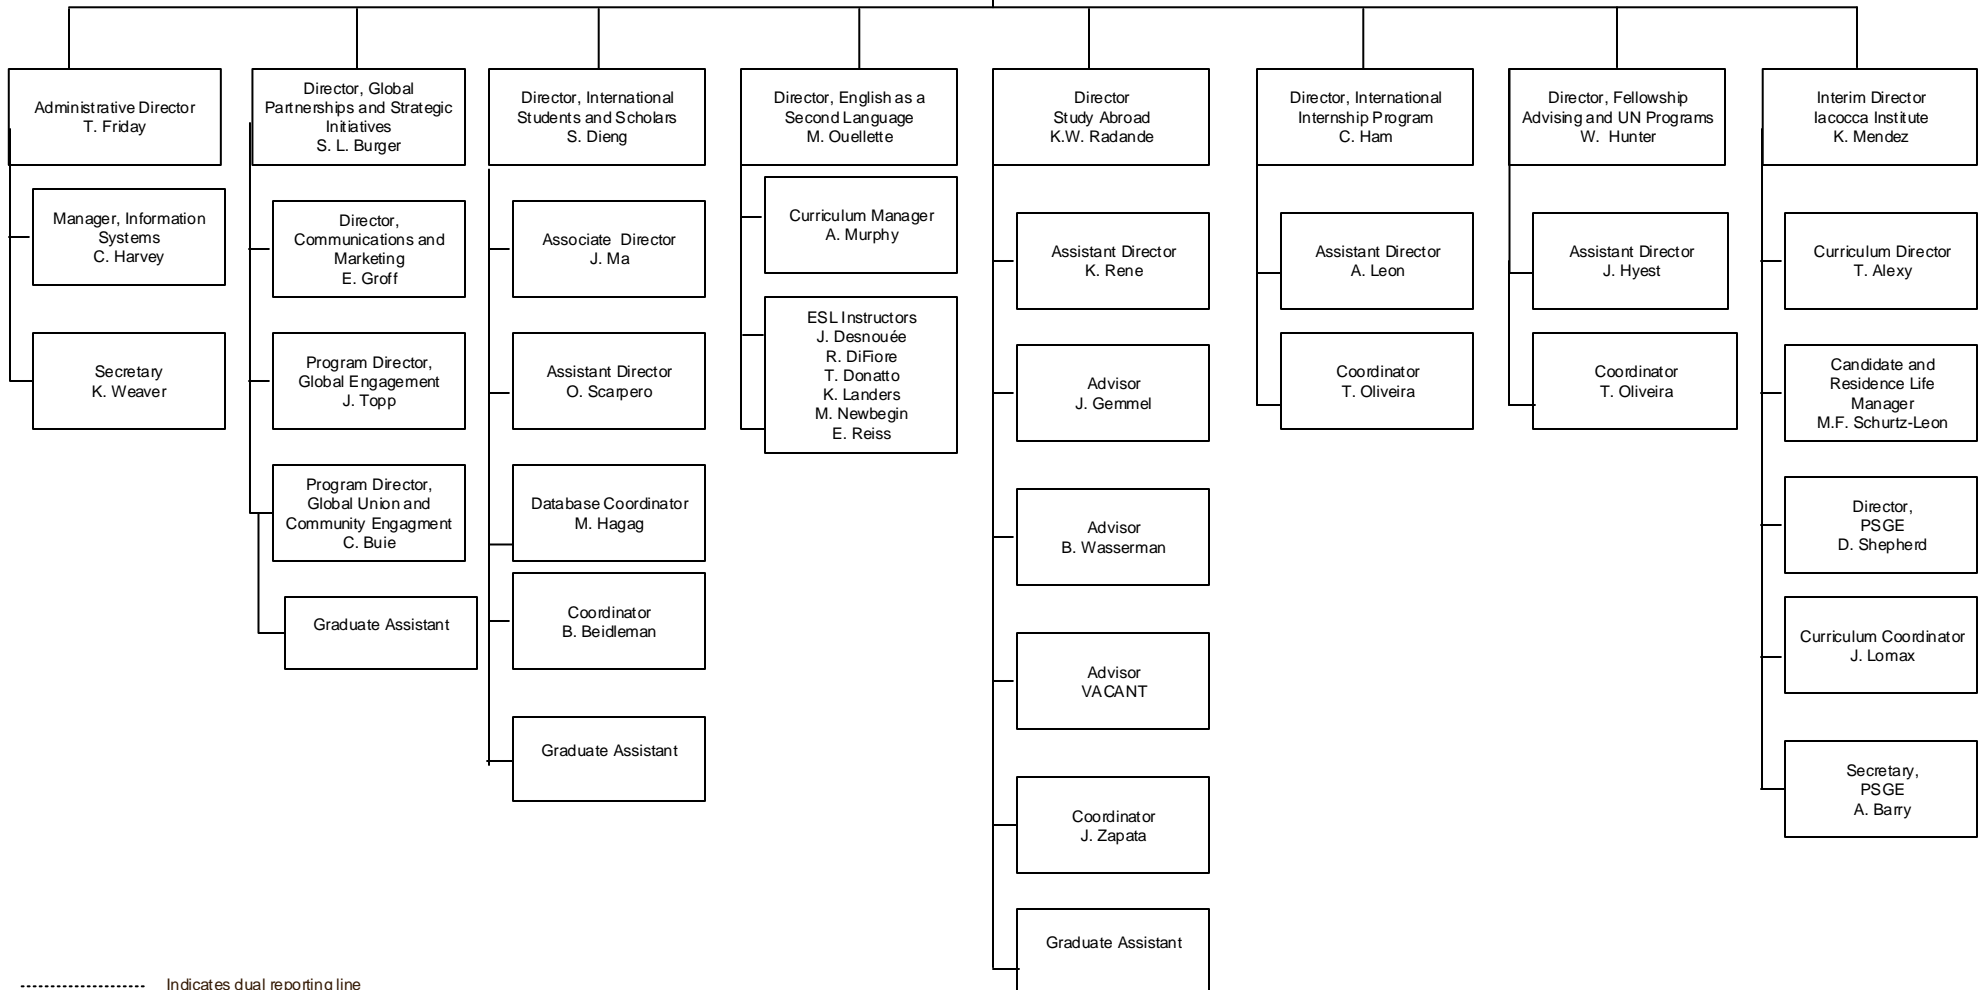 Administrative Director
T. Friday
Manager, Information
Systems
C. Harvey
Secretary
K. Weaver
Director, Global
Partnerships and Strategic
Initiatives
S. L. Burger
Director,
Communications and
Marketing
E. Groff
Program Director,
Global Engagement
J. Topp
Program Director,
Global Union and
Community Engagment
C. Buie
Graduate Assistant
Director, International
Students and Scholars
S. Dieng
Associate Director
J. Ma
Assistant Director
O. Scarpero
Database Coordinator
M. Hagag
Coordinator
B. Beidleman
Graduate Assistant
Director, English as a
Second Language
M. Ouellette
Curriculum Manager
A. Murphy
ESL Instructors
J. Desnouée
R. DiFiore
T. Donatto
K. Landers
M. Newbegin
E. Reiss
Director
Study Abroad
K.W. Radande
Assistant Director
K. Rene
Advisor
J. Gemmel
Advisor
B. Wasserman
Advisor
VACANT
Coordinator
J. Zapata
Graduate Assistant
Director, International
Internship Program
C. Ham
Assistant Director
A. Leon
Coordinator
T. Oliveira
Director, Fellowship
Advising and UN Programs
W. Hunter
Assistant Director
J. Hyest
Coordinator
T. Oliveira
Interim Director
Iacocca Institute
K. Mendez
Curriculum Director
T. Alexy
Candidate and
Residence Life
Manager
M.F. Schurtz-Leon
Director,
PSGE
D. Shepherd
Curriculum Coordinator
J. Lomax
Secretary,
PSGE
A. Barry
Indicates dual reporting line